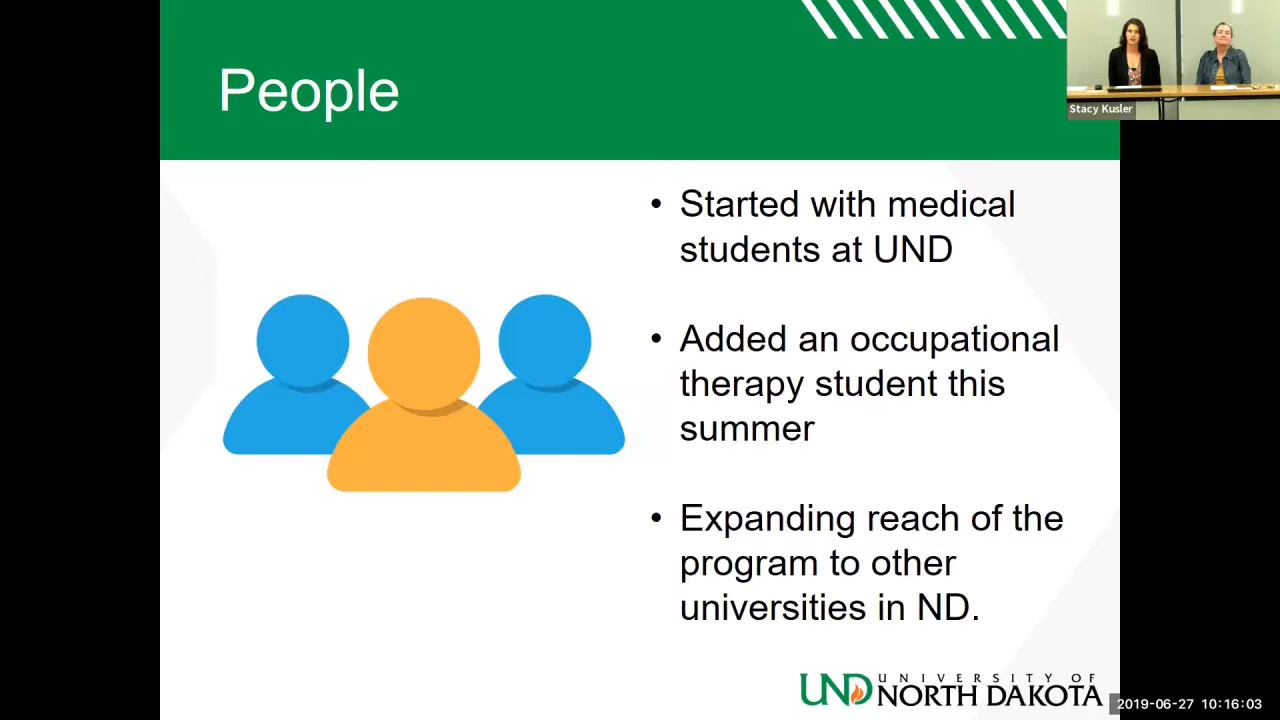 People
Stacy Kusler
• Started with medical
students at UND
• Added an occupational
therapy student this
summer
• Expanding reach of the
program to other
universities in ND.
UND UNIVERSITY OF
NORTH DAKOTA
2019-06-27 10:16:03